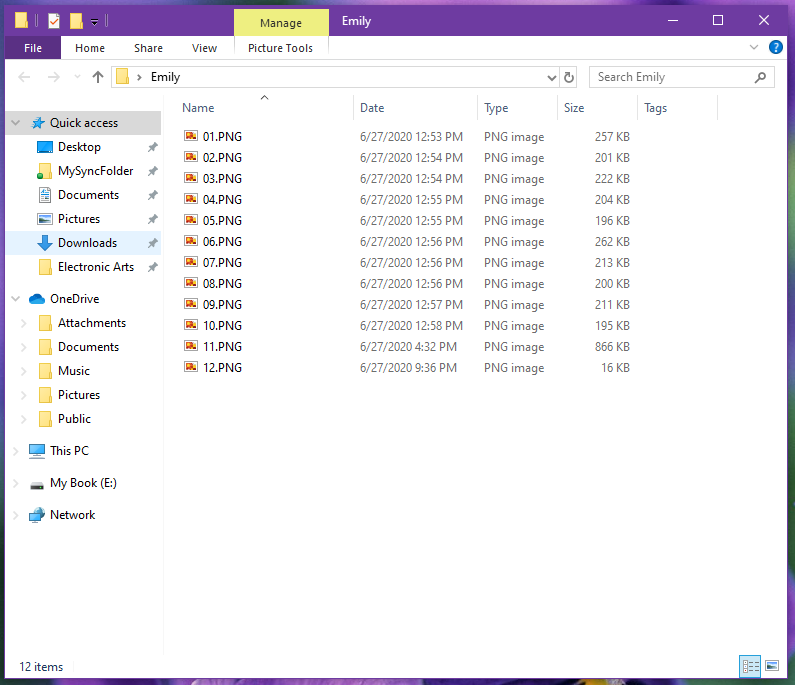 Manage
Emily
File
Home
Share
View
Picture Tools
Emily
Search Emily
Quick access
Desktop
MySyncFolder
Documents
Pictures
Downloads
Electronic Arts
OneDrive
Attachments
Documents
Music
Pictures
Public
This PC
My Book (E:)
Network
Name Date Type Size Tags
01.PNG 6/27/2020 12:53 PM PNG image 257 KB
02.PNG 6/27/2020 12:54 PM PNG image 201 KB
03.PNG 6/27/2020 12:54 PM PNG image 222 KB
04.PNG 6/27/2020 12:55 PM PNG image 204 KB
05.PNG 6/27/2020 12:55 PM PNG image 196 KB
06.PNG 6/27/2020 12:56 PM PNG image 262 KB
07.PNG 6/27/2020 12:56 PM PNG image 213 KB
08.PNG 6/27/2020 12:56 PM PNG image 200 KB
09.PNG 6/27/2020 12:57 PM PNG image 211 KB
10.PNG 6/27/2020 12:58 PM PNG image 195 KB
11.PNG 6/27/2020 4:32 PM PNG image 866 KB
12.PNG 6/27/2020 9:36 PM PNG image 16 KB
12 items